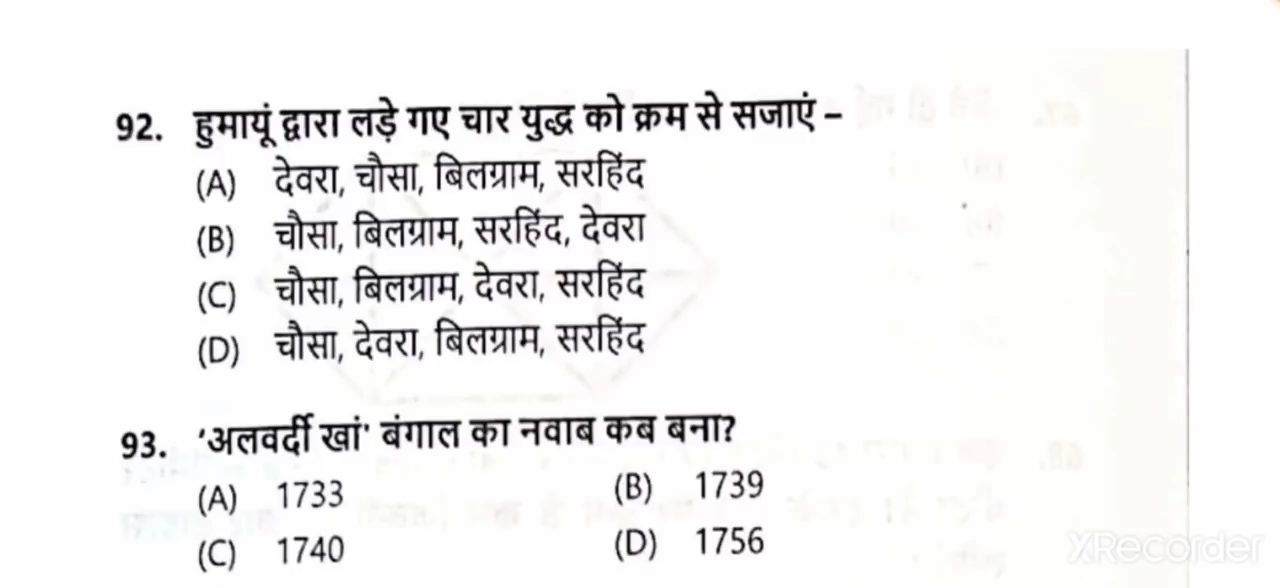 92. हुमायूं द्वारा लड़े गए चार युद्ध को क्रम से सजाएं –
(A) देवरा, चौसा, बिलग्राम, सरहिंद
(B) चौसा, बिलग्राम, सरहिंद, देवरा
(C) चौसा, बिलग्राम, देवरा, सरहिंद
(D) चौसा, देवरा, बिलग्राम, सरहिंद
93. ‘अलवर्दी खां’ बंगाल का नवाब कब बना?
(A) 1733 (B) 1739
(C) 1740 (D) 1756
XRecorder